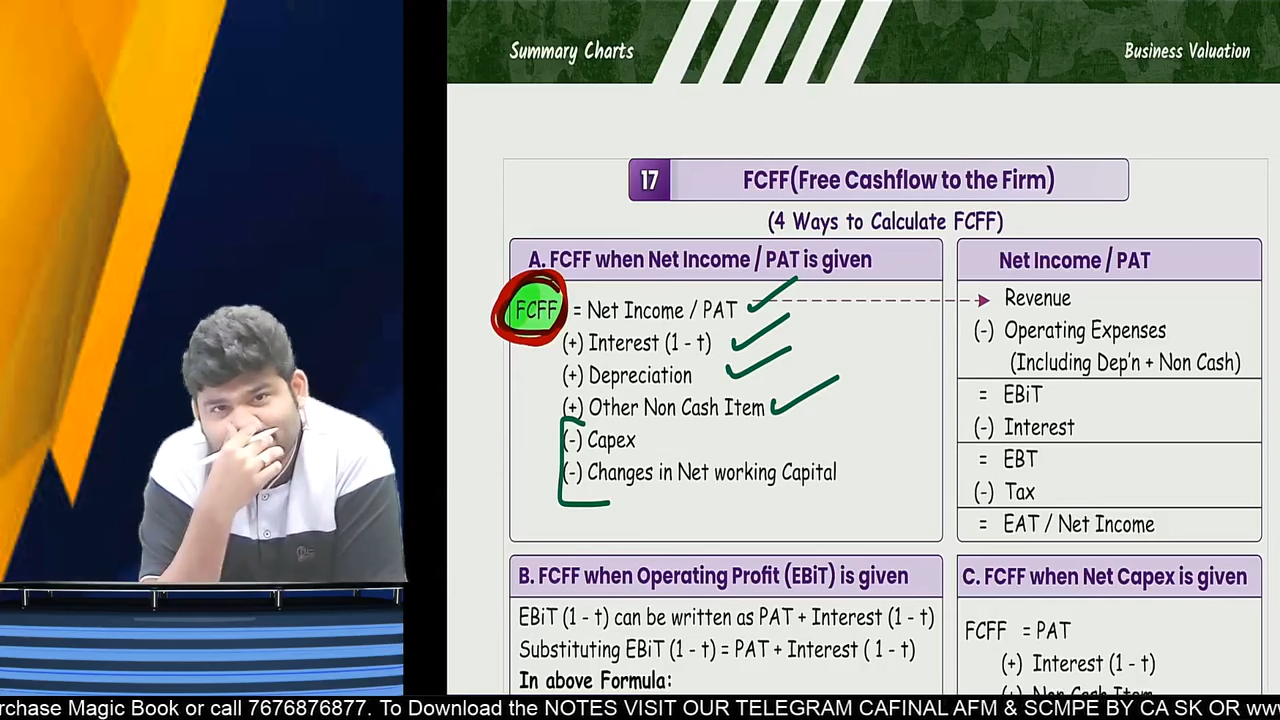 Summary Charts
Business Valuation
17 FCFF(Free Cashflow to the Firm)
(4 Ways to Calculate FCFF)
A. FCFF when Net Income / PAT is given
FCFF = Net Income / PAT
(+) Interest (1 - t)
(+) Depreciation
(+) Other Non Cash Item
(-) Capex
(-) Changes in Net working Capital
Net Income / PAT
Revenue
(-) Operating Expenses
(Including Dep'n + Non Cash)
= EBiT
(-) Interest
= EBT
(-) Tax
= EAT / Net Income
B. FCFF when Operating Profit (EBiT) is given
EBiT (1 - t) can be written as PAT + Interest (1 - t)
Substituting EBiT (1 - t) = PAT + Interest ( 1 - t)
In above Formula:
C. FCFF when Net Capex is given
FCFF = PAT
(+) Interest (1 - t)
(+) Non Cash Item
rchase Magic Book or call 7676876877. To Download the NOTES VISIT OUR TELEGRAM CAFINAL AFM & SCMPE BY CA SK OR ww